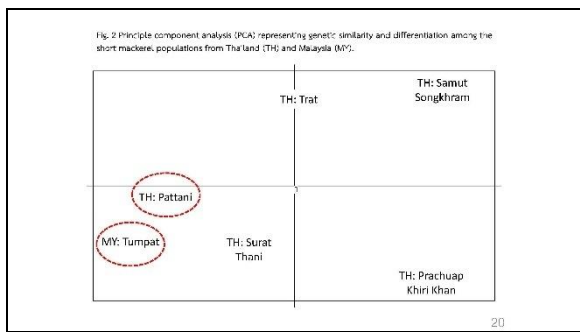 Fig. 2 Principle component analysis (PCA) representing genetic similarity and differentiation among the
short mackerel populations from Thailand (TH) and Malaysia (MY).
TH: Samut
Songkhram
TH: Trat
1
TH: Pattani
MY: Tumpat
TH: Surat
Thani
TH: Prachuap
Khiri Khan
20